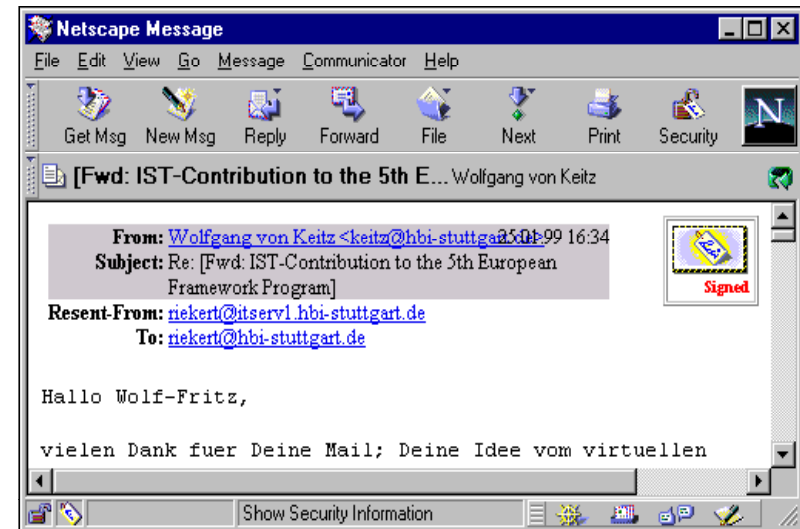 Netscape Message
File Edit View Go Message Communicator Help
Get Msg New Msg Reply Forward File Next Print Security
N
[Fwd: IST-Contribution to the 5th E... Wolfgang von Keitz
From: Wolfgang von Keitz <keitz@hbi-stuttgart.de> 25.01.99 16:34
Subject: Re: [Fwd: IST-Contribution to the 5th European
Framework Program]
Signed
Resent-From: riekert@itserv1.hbi-stuttgart.de
To: riekert@hbi-stuttgart.de
Hallo Wolf-Fritz,
vielen Dank fuer Deine Mail; Deine Idee vom virtuellen
Show Security Information